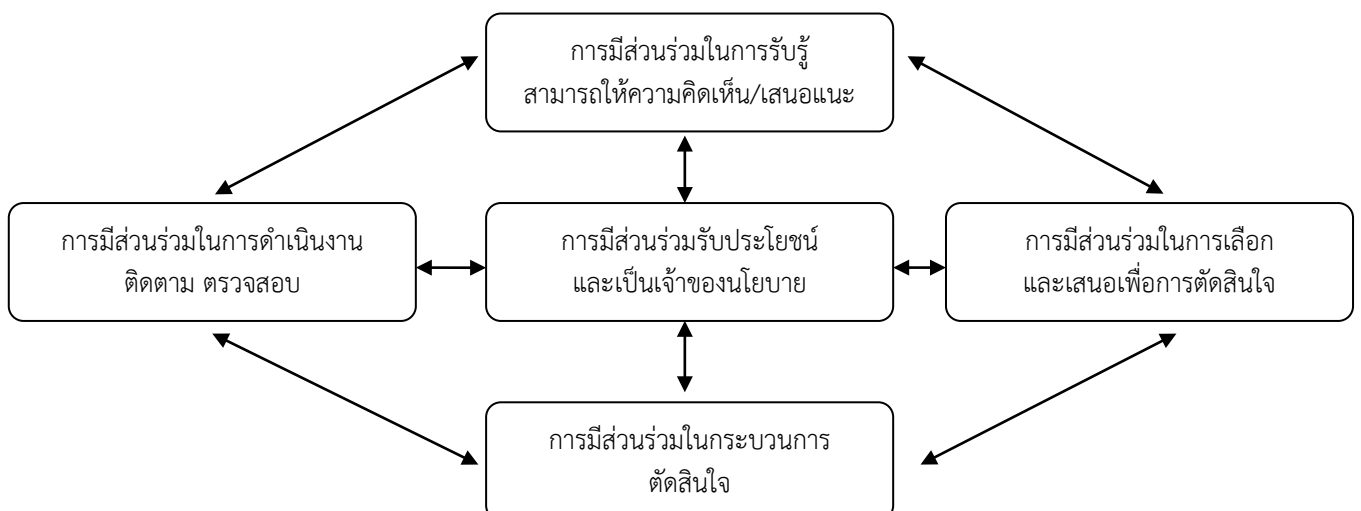 การมีส่วนร่วมในการรับรู้
สามารถให้ความคิดเห็น/เสนอแนะ
การมีส่วนร่วมในการดำเนินงาน
ติดตาม ตรวจสอบ
การมีส่วนร่วมรับประโยชน์
และเป็นเจ้าของนโยบาย
การมีส่วนร่วมในการเลือก
และเสนอเพื่อการตัดสินใจ
การมีส่วนร่วมในกระบวนการ
ตัดสินใจ